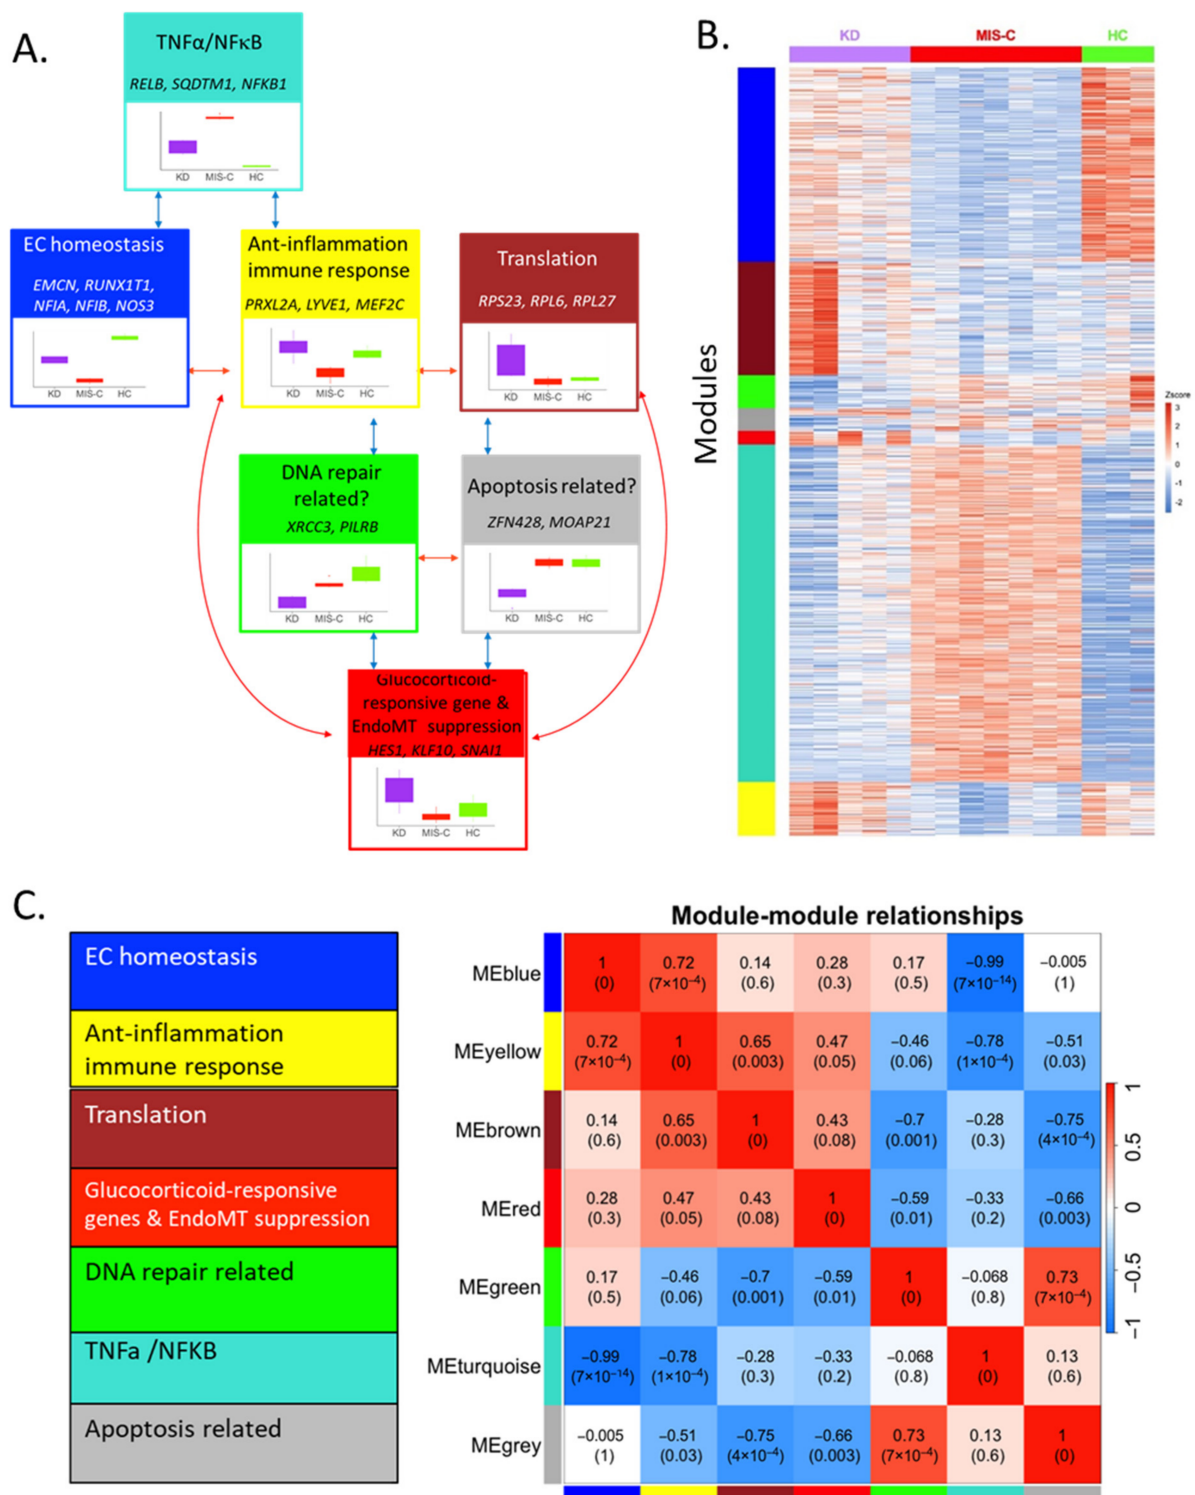 A.
TNFα/NFκB
RELB, SQDTM1, NFKB1
KD MIS-C HC
EC homeostasis
EMCN, RUNX1T1,
NFIA, NFIB, NOS3
KD MIS-C HC
Ant-inflammation
immune response
PRXL2A, LYVE1, MEF2C
KD MIS-C HC
Translation
RPS23, RPL6, RPL27
KD MIS-C HC
DNA repair
related?
XRCC3, PILRB
KD MIS-C HC
Apoptosis related?
ZFN428, MOAP21
KD MIS-C HC
Glucocorticoid-
responsive gene &
EndoMT suppression
HES1, KLF10, SNAI1
KD MIS-C HC
B.
KD MIS-C HC
Modules
Zscore
3
2
1
0
-1
-2
C.
EC homeostasis
Ant-inflammation
immune response
Translation
Glucocorticoid-responsive
genes & EndoMT suppression
DNA repair related
TNFa /NFKB
Apoptosis related
Module-module relationships
MEblue
1 0.72 0.14 0.28 0.17 −0.99 −0.005
(0) (7×10⁻⁴) (0.6) (0.3) (0.5) (7×10⁻¹⁴) (1)
MEyellow
0.72 1 0.65 0.47 −0.46 −0.78 −0.51
(7×10⁻⁴) (0) (0.003) (0.05) (0.06) (1×10⁻⁴) (0.03)
MEbrown
0.14 0.65 1 0.43 −0.7 −0.28 −0.75
(0.6) (0.003) (0) (0.08) (0.001) (0.3) (4×10⁻⁴)
MEred
0.28 0.47 0.43 1 −0.59 −0.33 −0.66
(0.3) (0.05) (0.08) (0) (0.01) (0.2) (0.003)
MEgreen
0.17 −0.46 −0.7 −0.59 1 −0.068 0.73
(0.5) (0.06) (0.001) (0.01) (0) (0.8) (7×10⁻⁴)
MEturquoise
−0.99 −0.78 −0.28 −0.33 −0.068 1 0.13
(7×10⁻¹⁴) (1×10⁻⁴) (0.3) (0.2) (0.8) (0) (0.6)
MEgrey
−0.005 −0.51 −0.75 −0.66 0.73 0.13 1
(1) (0.03) (4×10⁻⁴) (0.003) (7×10⁻⁴) (0.6) (0)
1
0.5
0
−0.5
−1